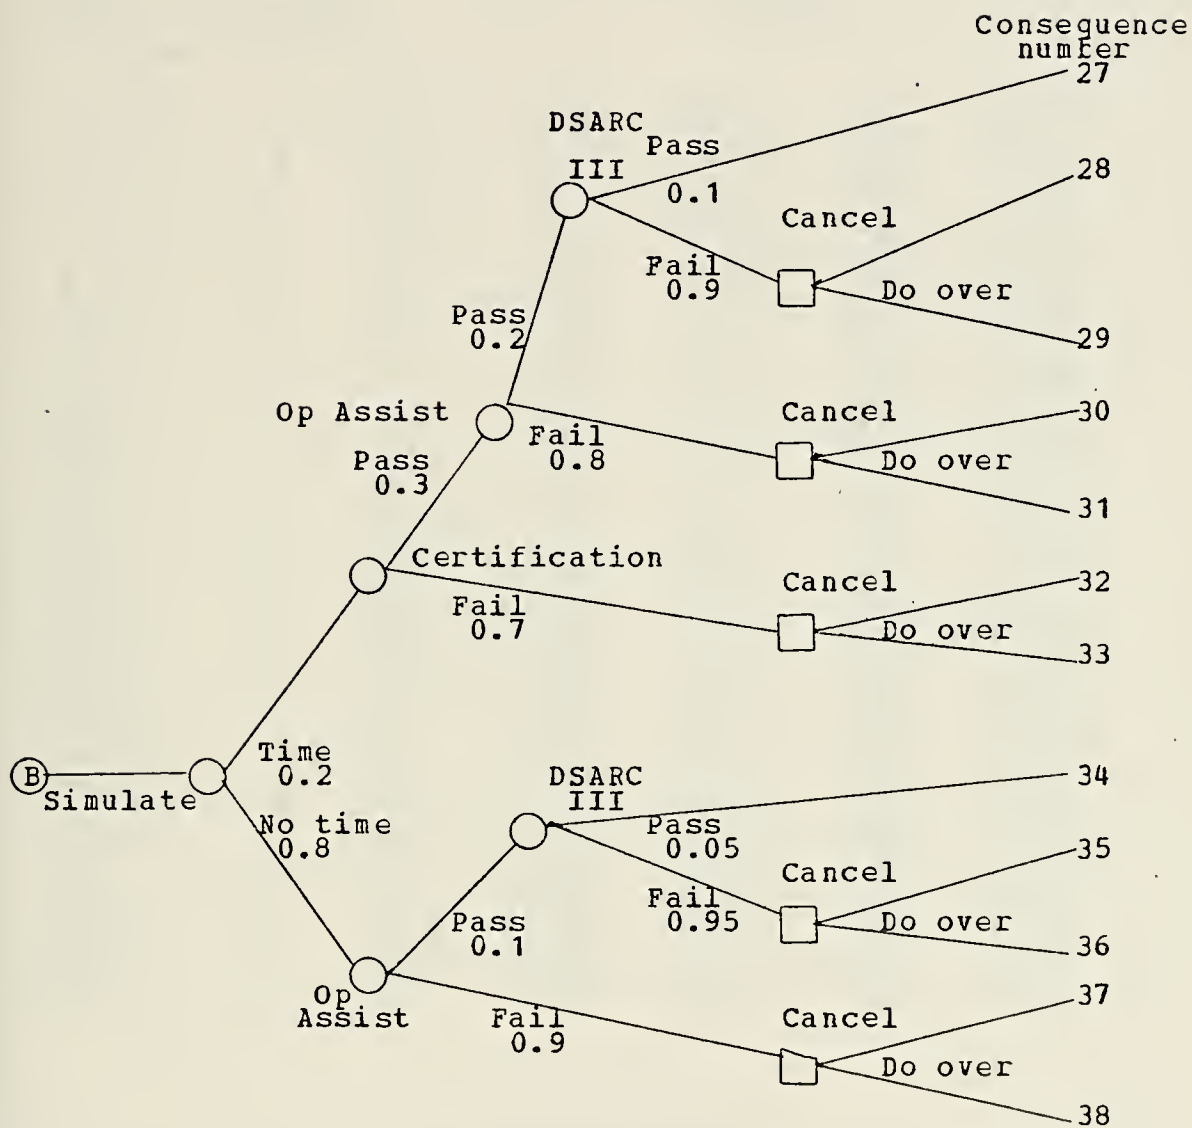 Consequence
number
27
DSARC
III
Pass
0.1
28
Cancel
Fail
0.9
Do over
29
Pass
0.2
Op Assist
Fail
0.8
Cancel
30
Do over
31
Pass
0.3
Certification
Fail
0.7
Cancel
32
Do over
33
B
Simulate
Time
0.2
No time
0.8
DSARC
III
34
Pass
0.05
35
Cancel
Fail
0.95
Do over
36
Pass
0.1
Op
Assist
Fail
0.9
37
Cancel
Do over
38